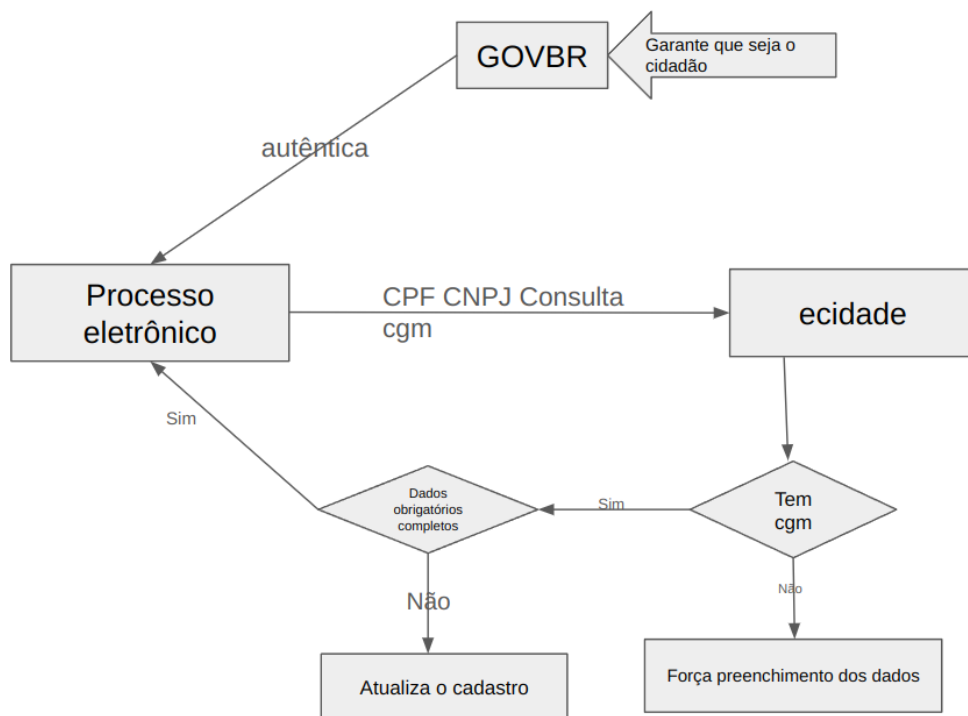 GOVBR
Garante que seja o
cidadão
autêntica
Processo
eletrônico
CPF CNPJ Consulta
cgm
ecidade
Sim
Dados
obrigatórios
completos
Sim
Tem
cgm
Não
Não
Atualiza o cadastro
Força preenchimento dos dados